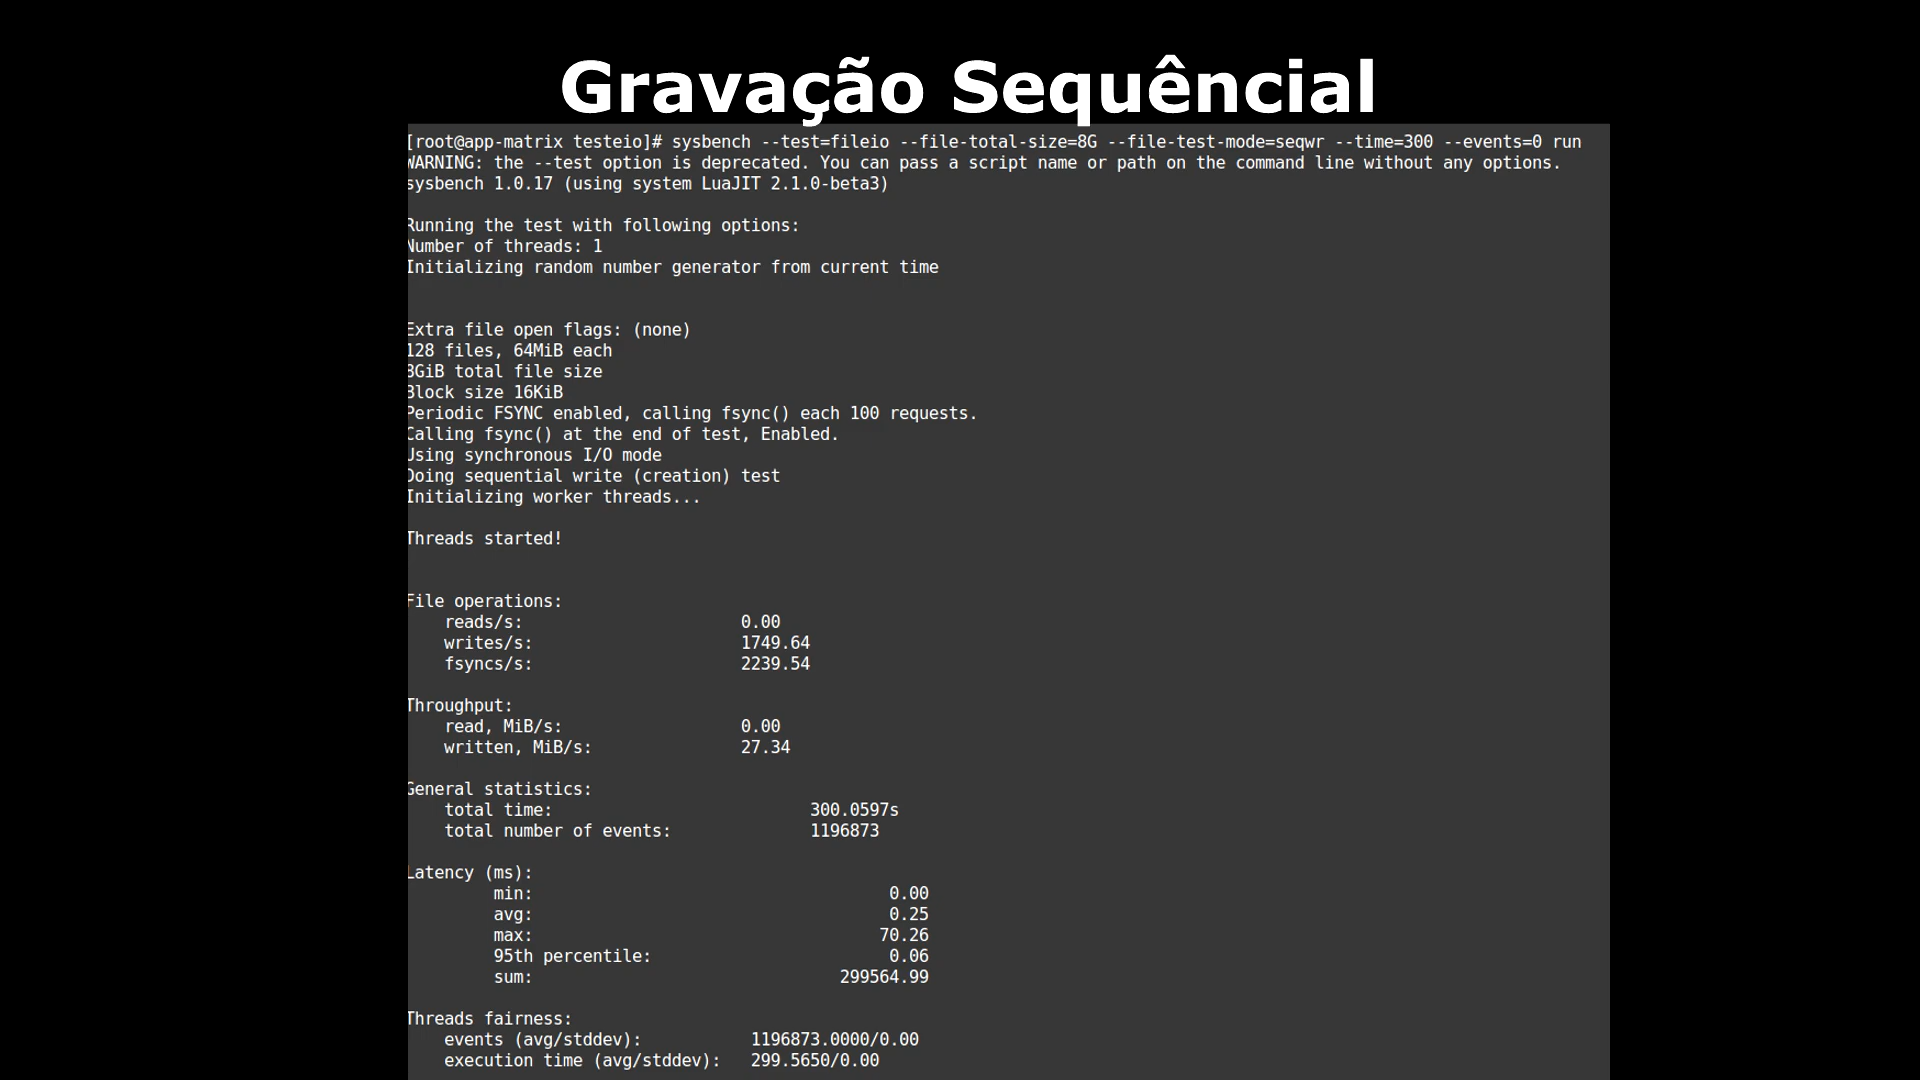 Gravação Sequêncial
[root@app-matrix testeio]# sysbench --test=fileio --file-total-size=8G --file-test-mode=seqwr --time=300 --events=0 run
WARNING: the --test option is deprecated. You can pass a script name or path on the command line without any options.
sysbench 1.0.17 (using system LuaJIT 2.1.0-beta3)
Running the test with following options:
Number of threads: 1
Initializing random number generator from current time
Extra file open flags: (none)
128 files, 64MiB each
8GiB total file size
Block size 16KiB
Periodic FSYNC enabled, calling fsync() each 100 requests.
Calling fsync() at the end of test, Enabled.
Using synchronous I/O mode
Doing sequential write (creation) test
Initializing worker threads...
Threads started!
File operations:
reads/s: 0.00
writes/s: 1749.64
fsyncs/s: 2239.54
Throughput:
read, MiB/s: 0.00
written, MiB/s: 27.34
General statistics:
total time: 300.0597s
total number of events: 1196873
Latency (ms):
min: 0.00
avg: 0.25
max: 70.26
95th percentile: 0.06
sum: 299564.99
Threads fairness:
events (avg/stddev): 1196873.0000/0.00
execution time (avg/stddev): 299.5650/0.00